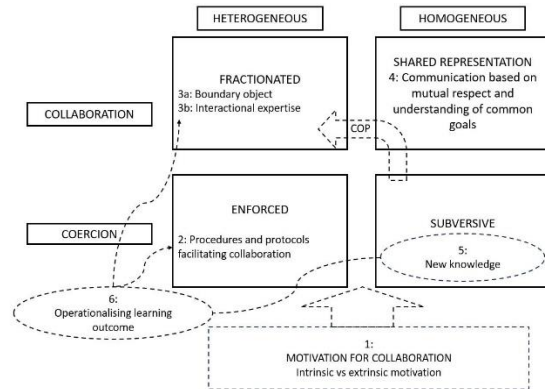 HETEROGENEOUS
HOMOGENEOUS
COLLABORATION
FRACTIONATED
3a: Boundary object
3b: Interactional expertise
SHARED REPRESENTATION
4: Communication based on
mutual respect and
understanding of common
goals
COP
COERCION
ENFORCED
2: Procedures and protocols
facilitating collaboration
SUBVERSIVE
5:
New knowledge
6:
Operationalising learning
outcome
1:
MOTIVATION FOR COLLABORATION
Intrinsic vs extrinsic motivation